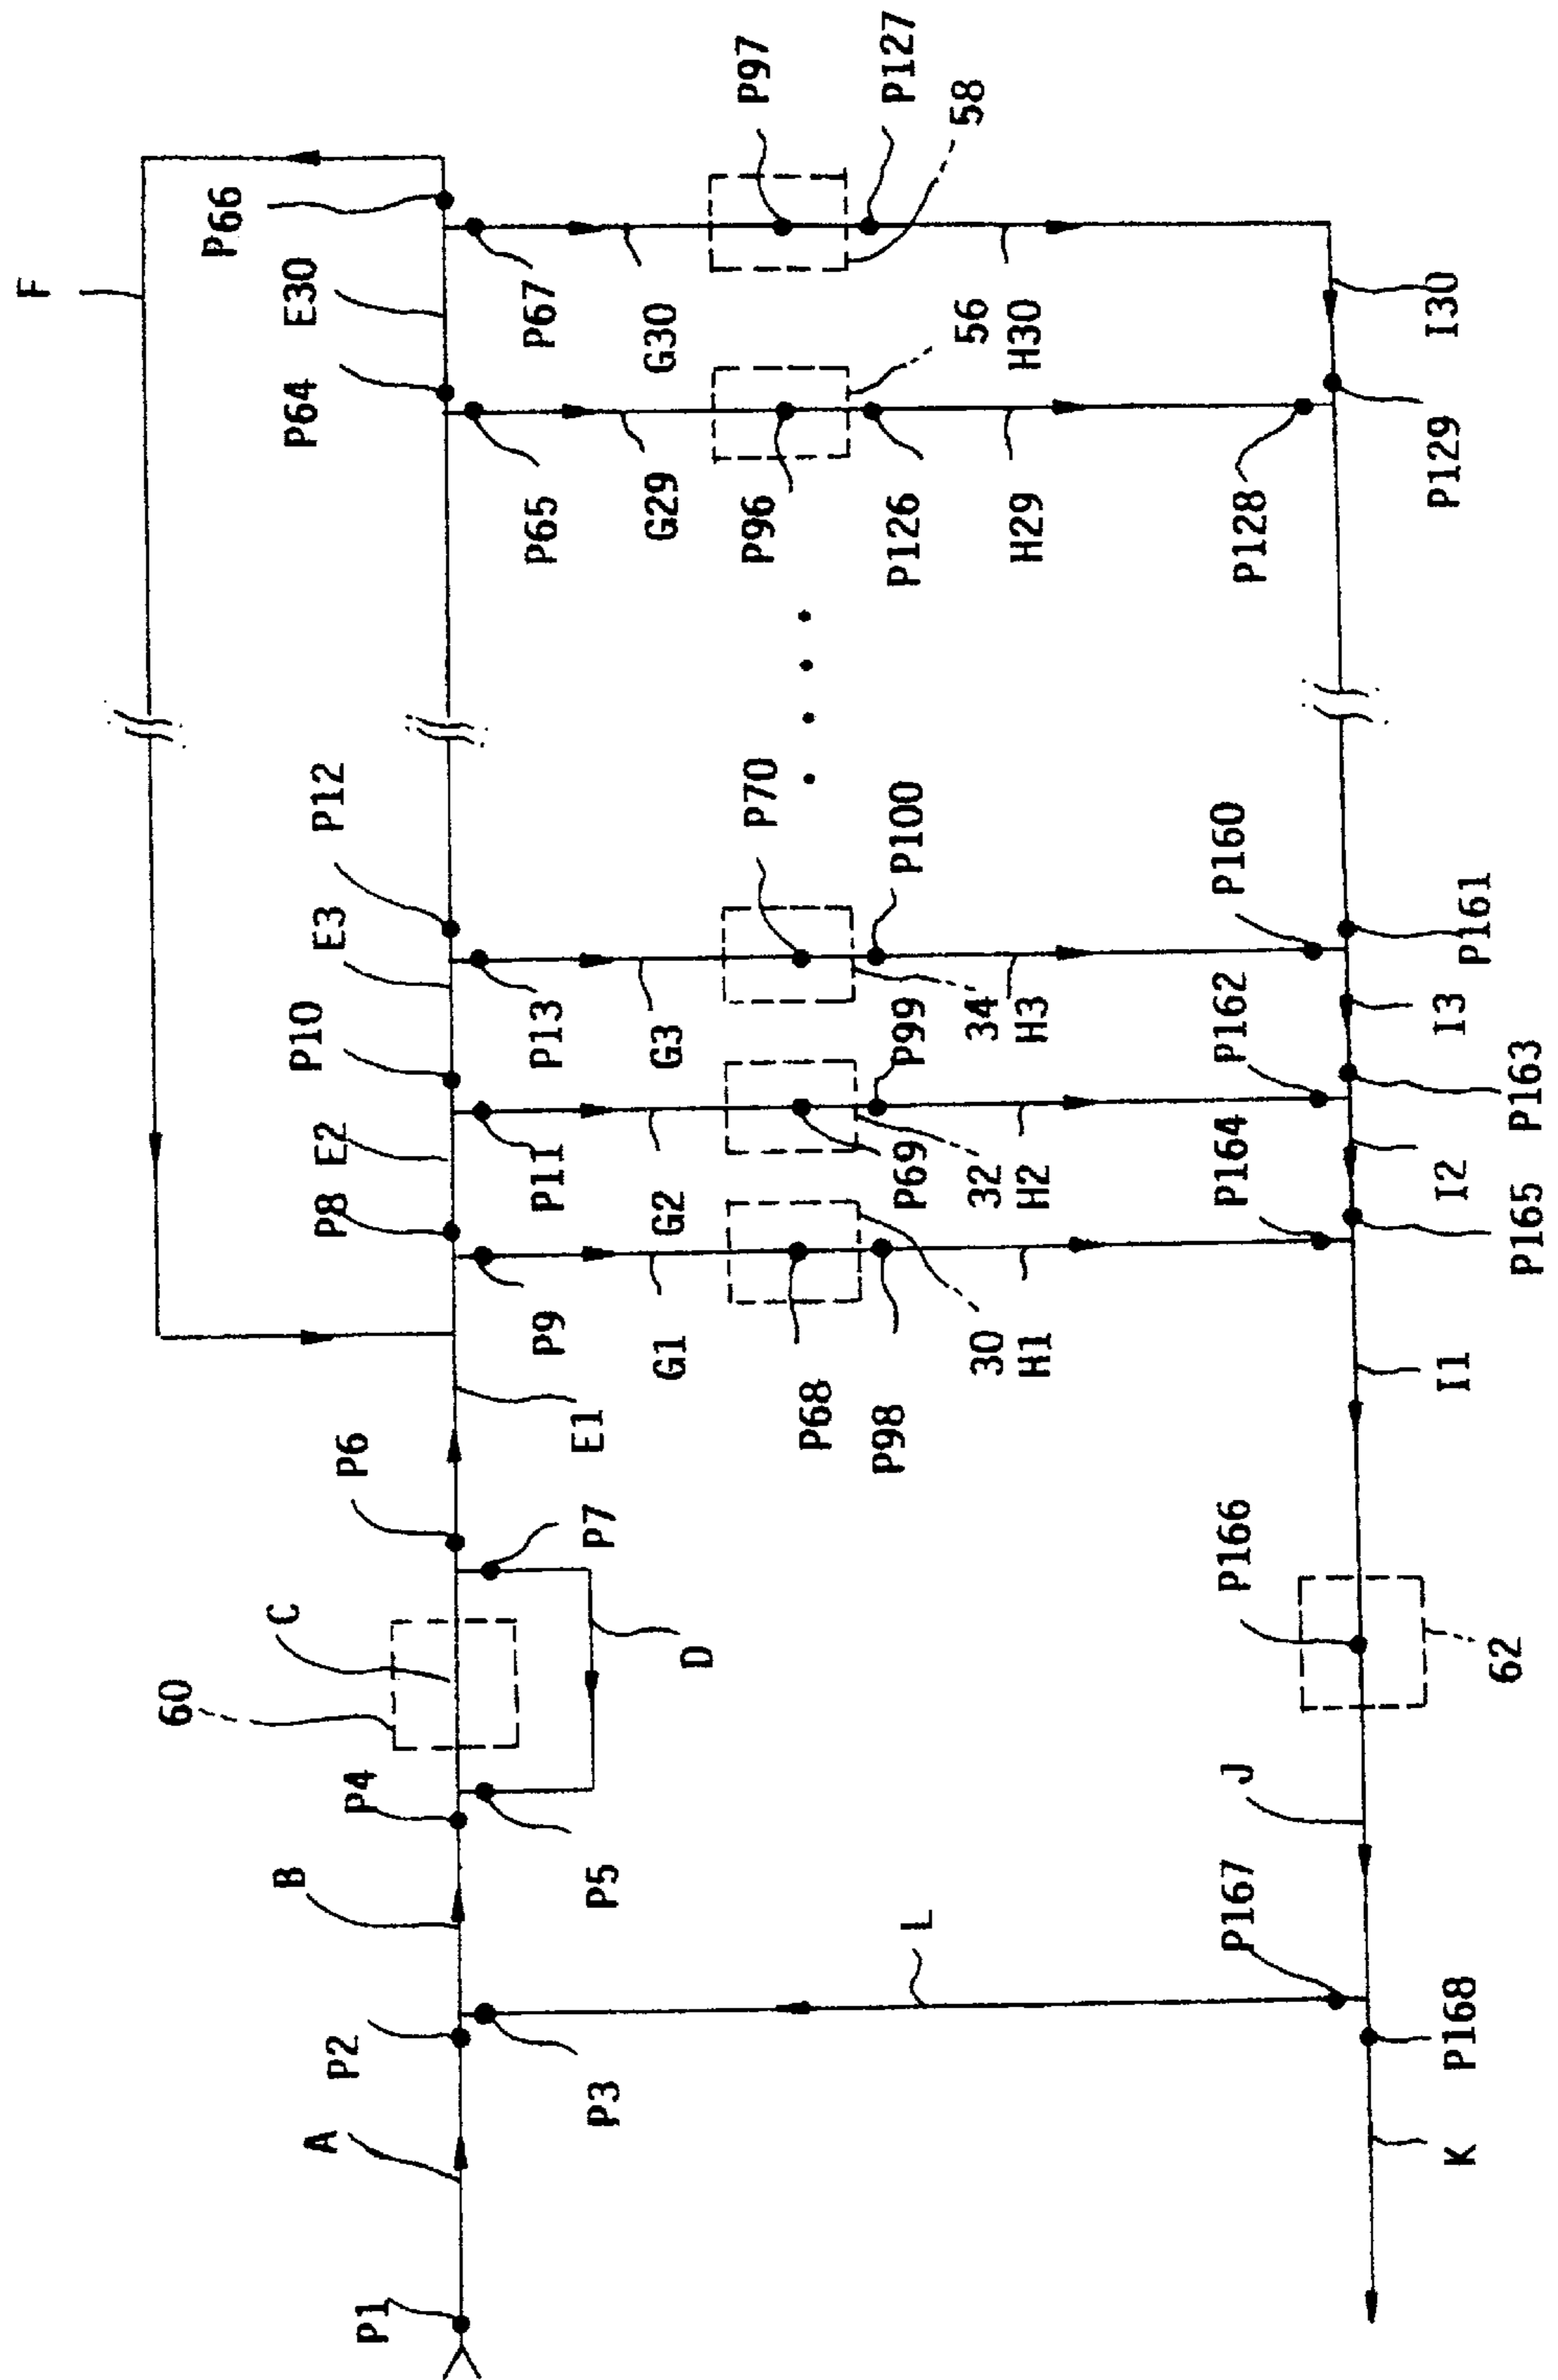 F
P66
E30
P64
P12
E3
P10
E2
P8
P6
C
60
P4
B
P2
A
P1
P67
P65
P13
P11
P9
E1
P7
D
P5
P3
G30
G29
G3
G2
G1
P97
P96
P70
P69
P68
P127
58
P126
P100
P99
P98
56
34
32
30
H30
H29
H3
H2
H1
L
P128
P160
P162
P164
P166
J
P167
I30
P129
P161
I3
P163
I2
P165
I1
62
P168
K